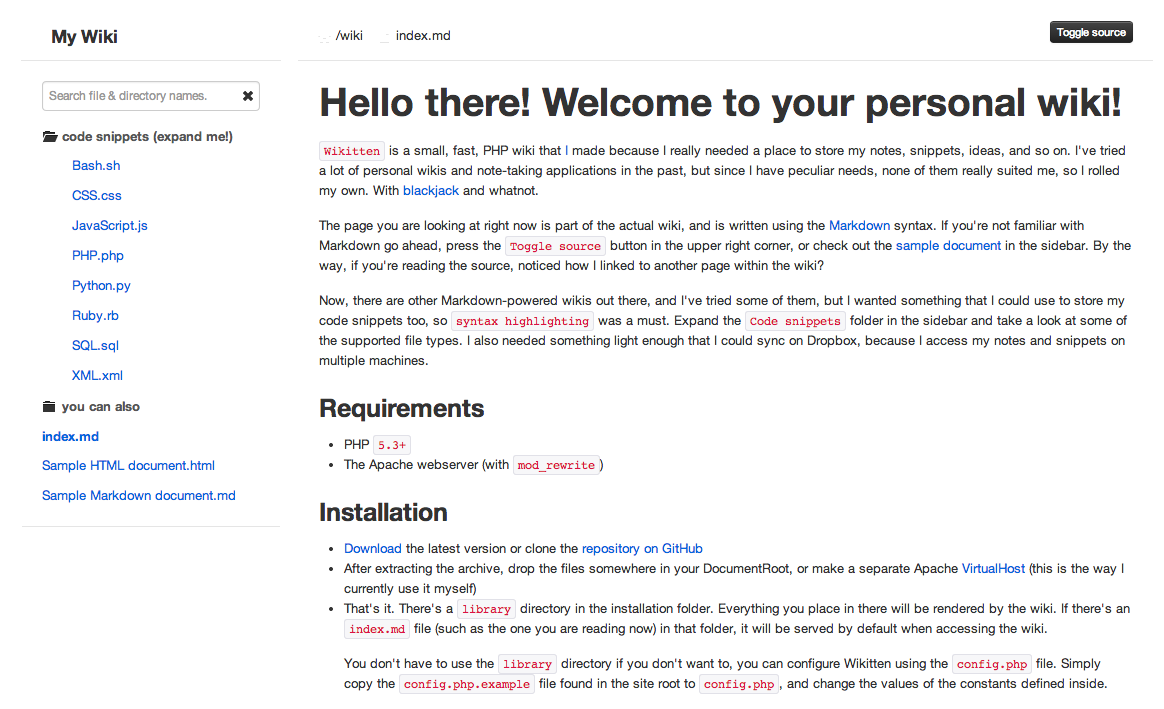 My Wiki
/wiki index.md
Toggle source
Search file & directory names.
code snippets (expand me!)
Bash.sh
CSS.css
JavaScript.js
PHP.php
Python.py
Ruby.rb
SQL.sql
XML.xml
you can also
index.md
Sample HTML document.html
Sample Markdown document.md
Hello there! Welcome to your personal wiki!
Wikitten is a small, fast, PHP wiki that I made because I really needed a place to store my notes, snippets, ideas, and so on. I've tried
a lot of personal wikis and note-taking applications in the past, but since I have peculiar needs, none of them really suited me, so I rolled
my own. With blackjack and whatnot.
The page you are looking at right now is part of the actual wiki, and is written using the Markdown syntax. If you're not familiar with
Markdown go ahead, press the Toggle source button in the upper right corner, or check out the sample document in the sidebar. By the
way, if you're reading the source, noticed how I linked to another page within the wiki?
Now, there are other Markdown-powered wikis out there, and I've tried some of them, but I wanted something that I could use to store my
code snippets too, so syntax highlighting was a must. Expand the Code snippets folder in the sidebar and take a look at some of
the supported file types. I also needed something light enough that I could sync on Dropbox, because I access my notes and snippets on
multiple machines.
Requirements
• PHP 5.3+
• The Apache webserver (with mod_rewrite)
Installation
• Download the latest version or clone the repository on GitHub
• After extracting the archive, drop the files somewhere in your DocumentRoot, or make a separate Apache VirtualHost (this is the way I
currently use it myself)
• That's it. There's a library directory in the installation folder. Everything you place in there will be rendered by the wiki. If there's an
index.md file (such as the one you are reading now) in that folder, it will be served by default when accessing the wiki.
You don't have to use the library directory if you don't want to, you can configure Wikitten using the config.php file. Simply
copy the config.php.example file found in the site root to config.php, and change the values of the constants defined inside.